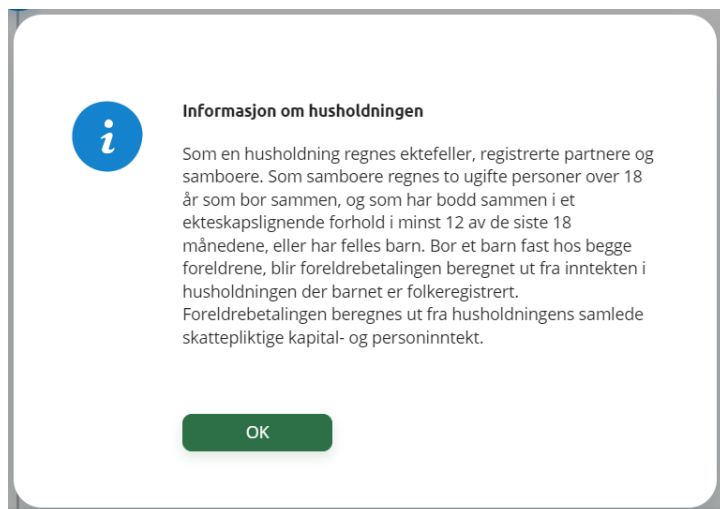 Informasjon om husholdningen
Som en husholdning regnes ektefeller, registrerte partnere og
samboere. Som samboere regnes to ugifte personer over 18
år som bor sammen, og som har bodd sammen i et
ekteskapslignende forhold i minst 12 av de siste 18
månedene, eller har felles barn. Bor et barn fast hos begge
foreldrene, blir foreldrebetalingen beregnet ut fra inntekten i
husholdningen der barnet er folkeregistrert.
Foreldrebetalingen beregnes ut fra husholdningens samlede
skattepliktige kapital- og personinntekt.
OK